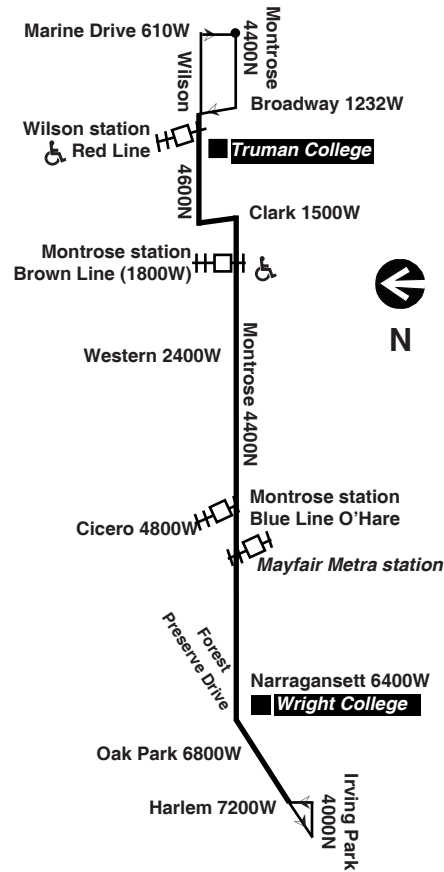 Marine Drive 610W
Montrose
4400N
Wilson
Broadway 1232W
Wilson station
Red Line
Truman College
4600N
Clark 1500W
Montrose station
Brown Line (1800W)
N
Western 2400W
Montrose 4400N
Montrose station
Blue Line O’Hare
Cicero 4800W
Mayfair Metra station
Forest
Preserve Drive
Narragansett 6400W
Wright College
Oak Park 6800W
Harlem 7200W
Irving Park
4000N